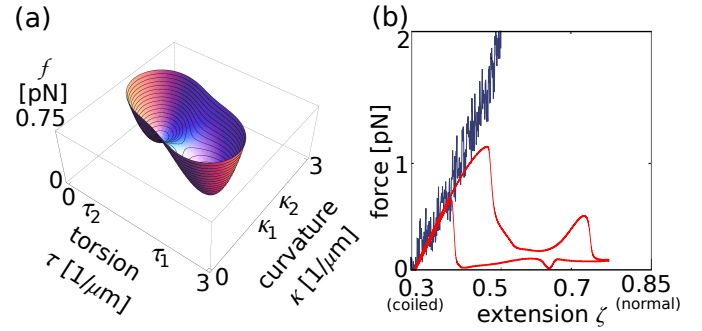 (a)
f
[pN]
0.75
0
0
τ2
τ1
3
torsion
τ [1/μm]
0
κ1
κ2
3
curvature
κ [1/μm]
(b)
2
1
0
force [pN]
0.3
0.5
0.7
0.85
(coiled)
(normal)
extension ζ